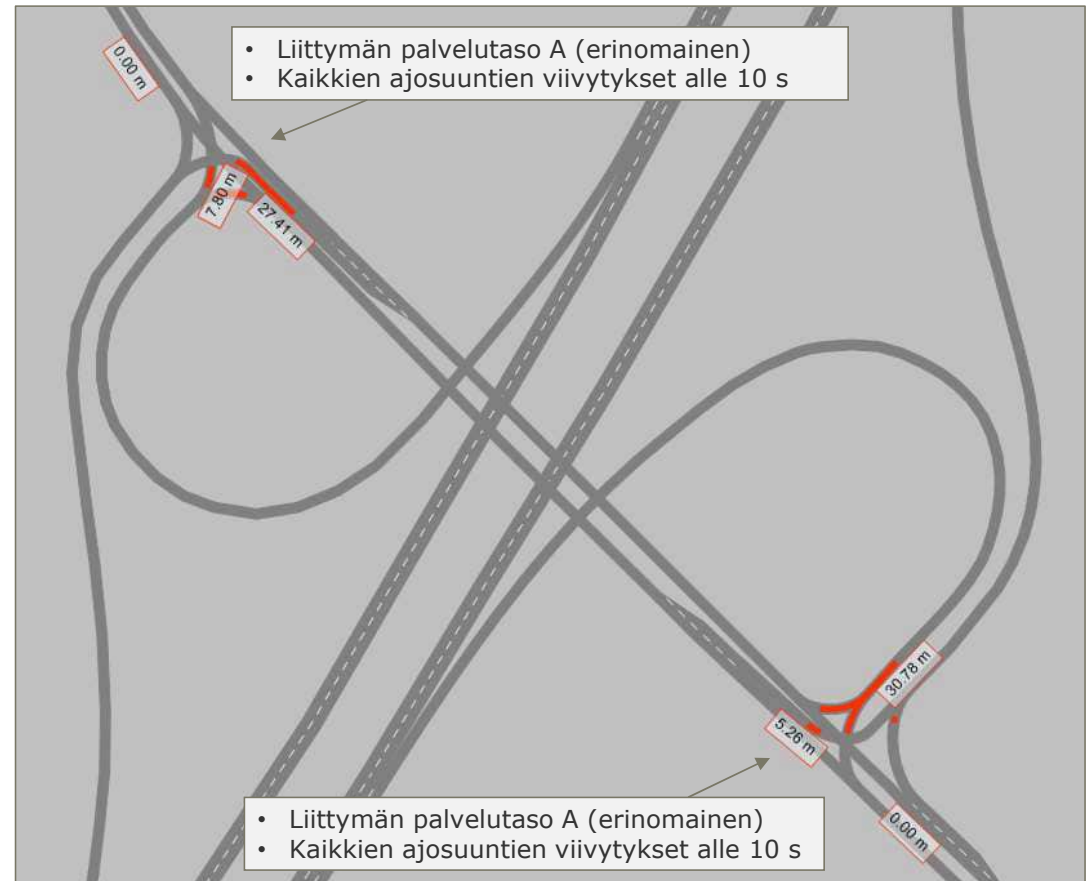 • Liittymän palvelutaso A (erinomainen)
• Kaikkien ajosuuntien viivytykset alle 10 s
0.00 m
7.80 m
27.41 m
30.78 m
5.26 m
0.00 m
• Liittymän palvelutaso A (erinomainen)
• Kaikkien ajosuuntien viivytykset alle 10 s